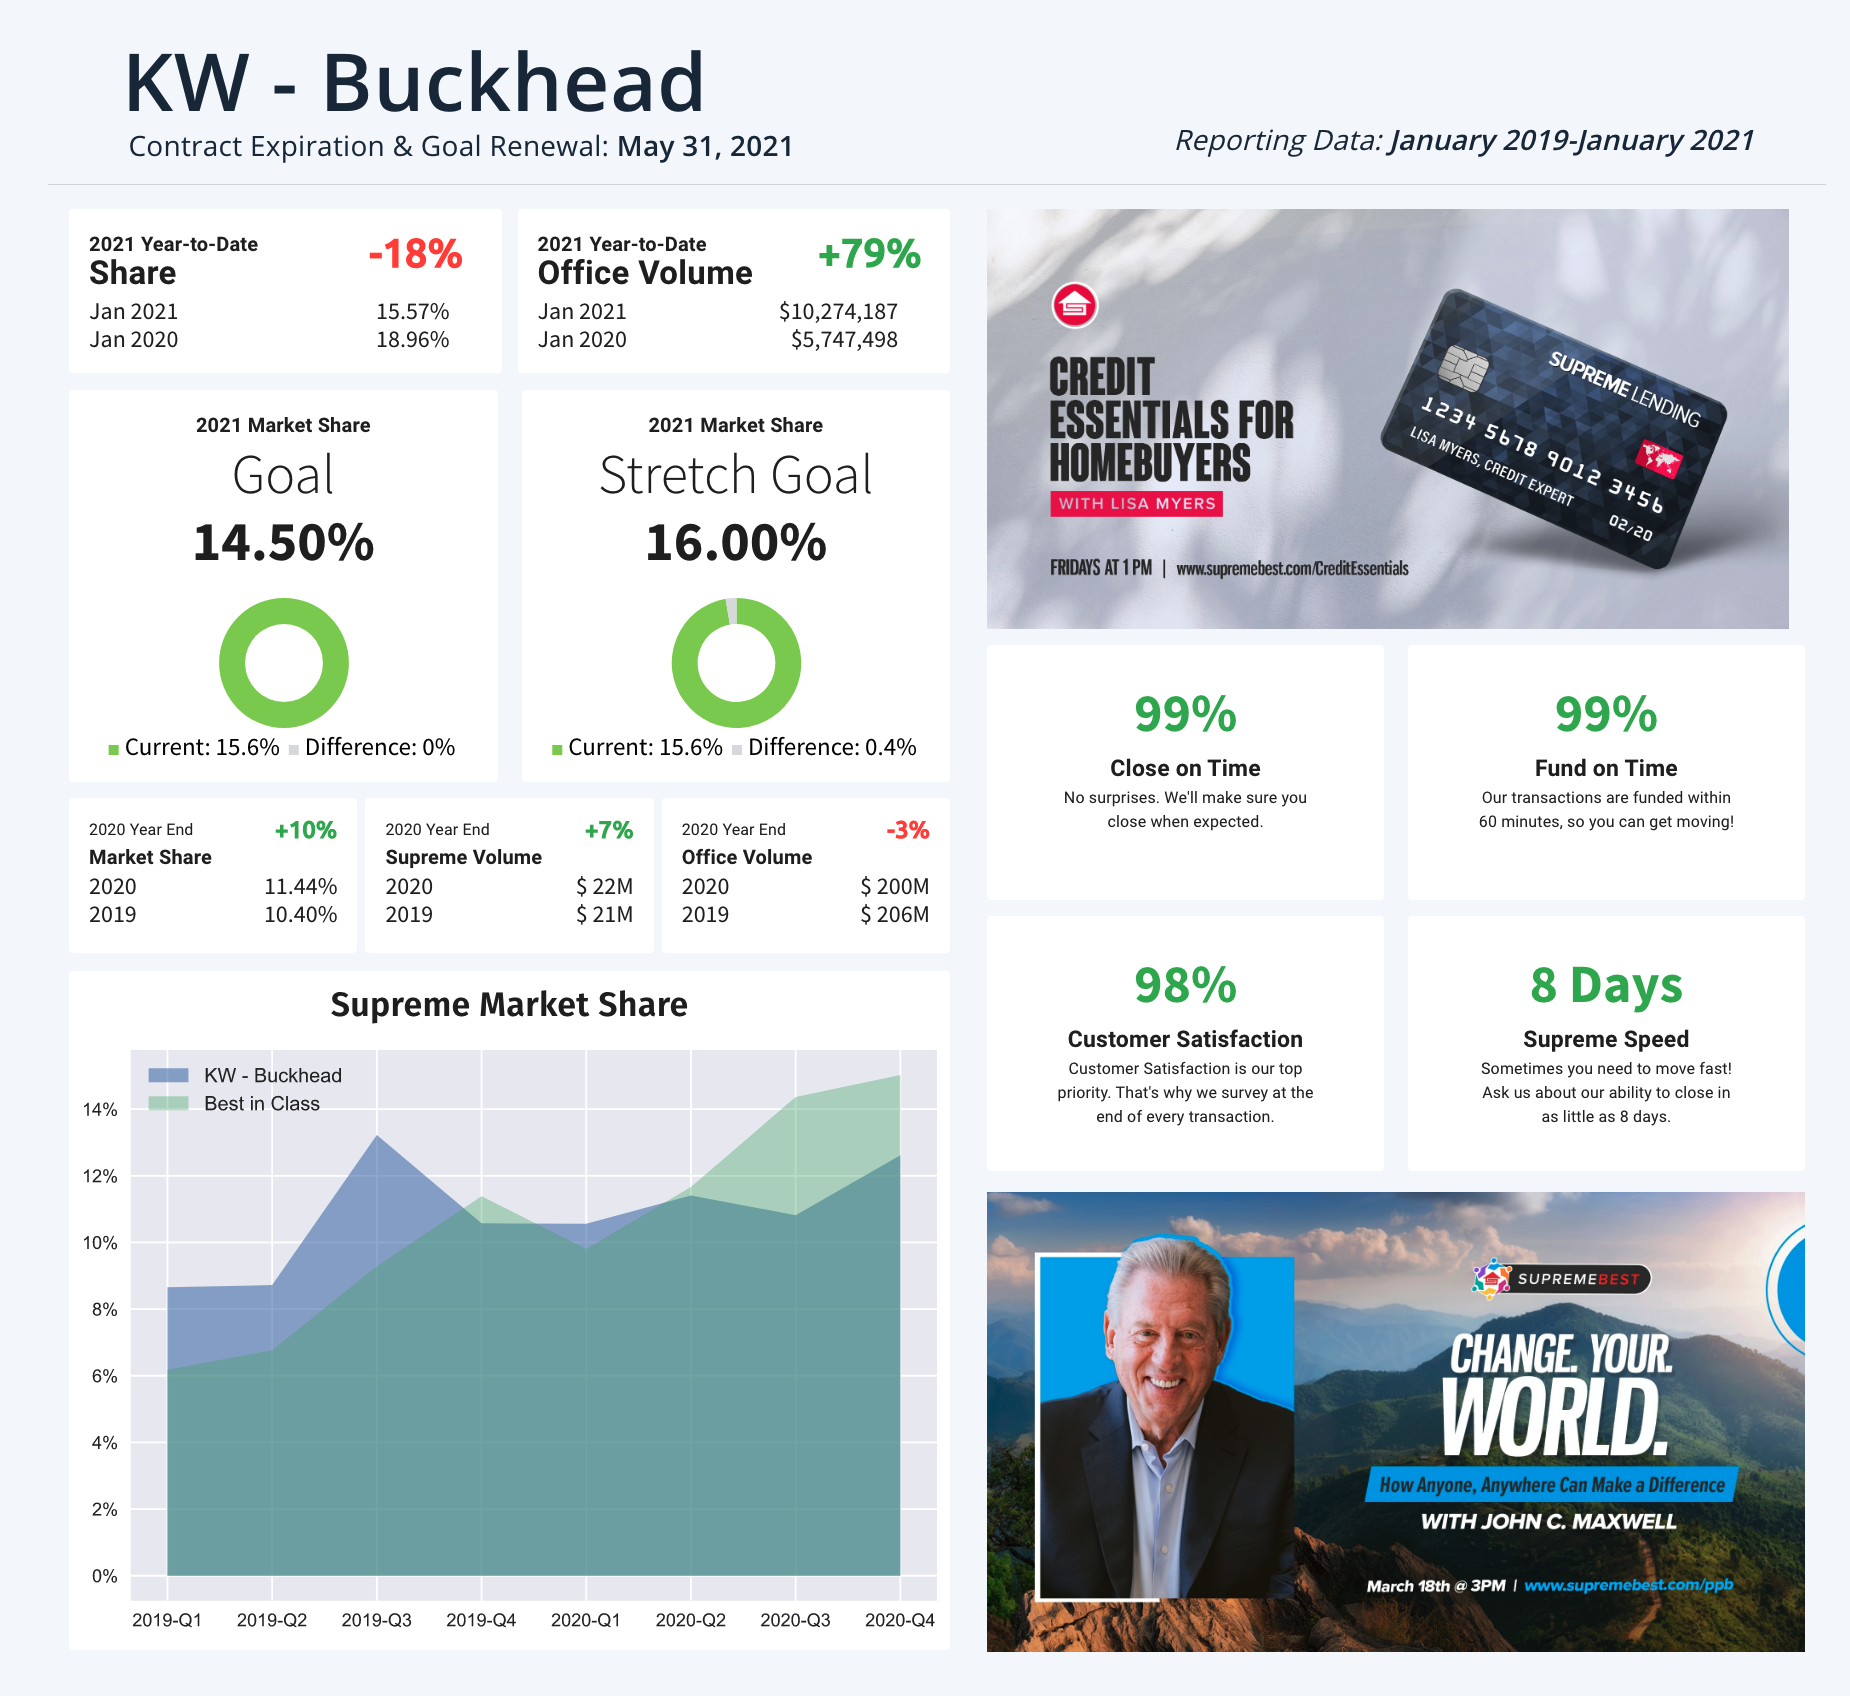 KW - Buckhead
Contract Expiration & Goal Renewal: May 31, 2021
Reporting Data: January 2019-January 2021
2021 Year-to-Date
Share
-18%
Jan 2021 15.57%
Jan 2020 18.96%
2021 Year-to-Date
Office Volume
+79%
Jan 2021 $10,274,187
Jan 2020 $5,747,498
2021 Market Share
Goal
14.50%
Current: 15.6% Difference: 0%
2021 Market Share
Stretch Goal
16.00%
Current: 15.6% Difference: 0.4%
2020 Year End +10%
Market Share
2020 11.44%
2019 10.40%
2020 Year End +7%
Supreme Volume
2020 $ 22M
2019 $ 21M
2020 Year End -3%
Office Volume
2020 $ 200M
2019 $ 206M
Supreme Market Share
KW - Buckhead
Best in Class
14%
12%
10%
8%
6%
4%
2%
0%
2019-Q1 2019-Q2 2019-Q3 2019-Q4 2020-Q1 2020-Q2 2020-Q3 2020-Q4
CREDIT
ESSENTIALS FOR
HOMEBUYERS
WITH LISA MYERS
FRIDAYS AT 1 PM | www.supremebest.com/CreditEssentials
SUPREME LENDING
1234 5678 9012 3456
LISA MYERS, CREDIT EXPERT
02/20
99%
Close on Time
No surprises. We'll make sure you
close when expected.
99%
Fund on Time
Our transactions are funded within
60 minutes, so you can get moving!
98%
Customer Satisfaction
Customer Satisfaction is our top
priority. That's why we survey at the
end of every transaction.
8 Days
Supreme Speed
Sometimes you need to move fast!
Ask us about our ability to close in
as little as 8 days.
SUPREMEBEST
CHANGE. YOUR.
WORLD.
How Anyone, Anywhere Can Make a Difference
WITH JOHN C. MAXWELL
March 18th @ 3PM | www.supremebest.com/ppb